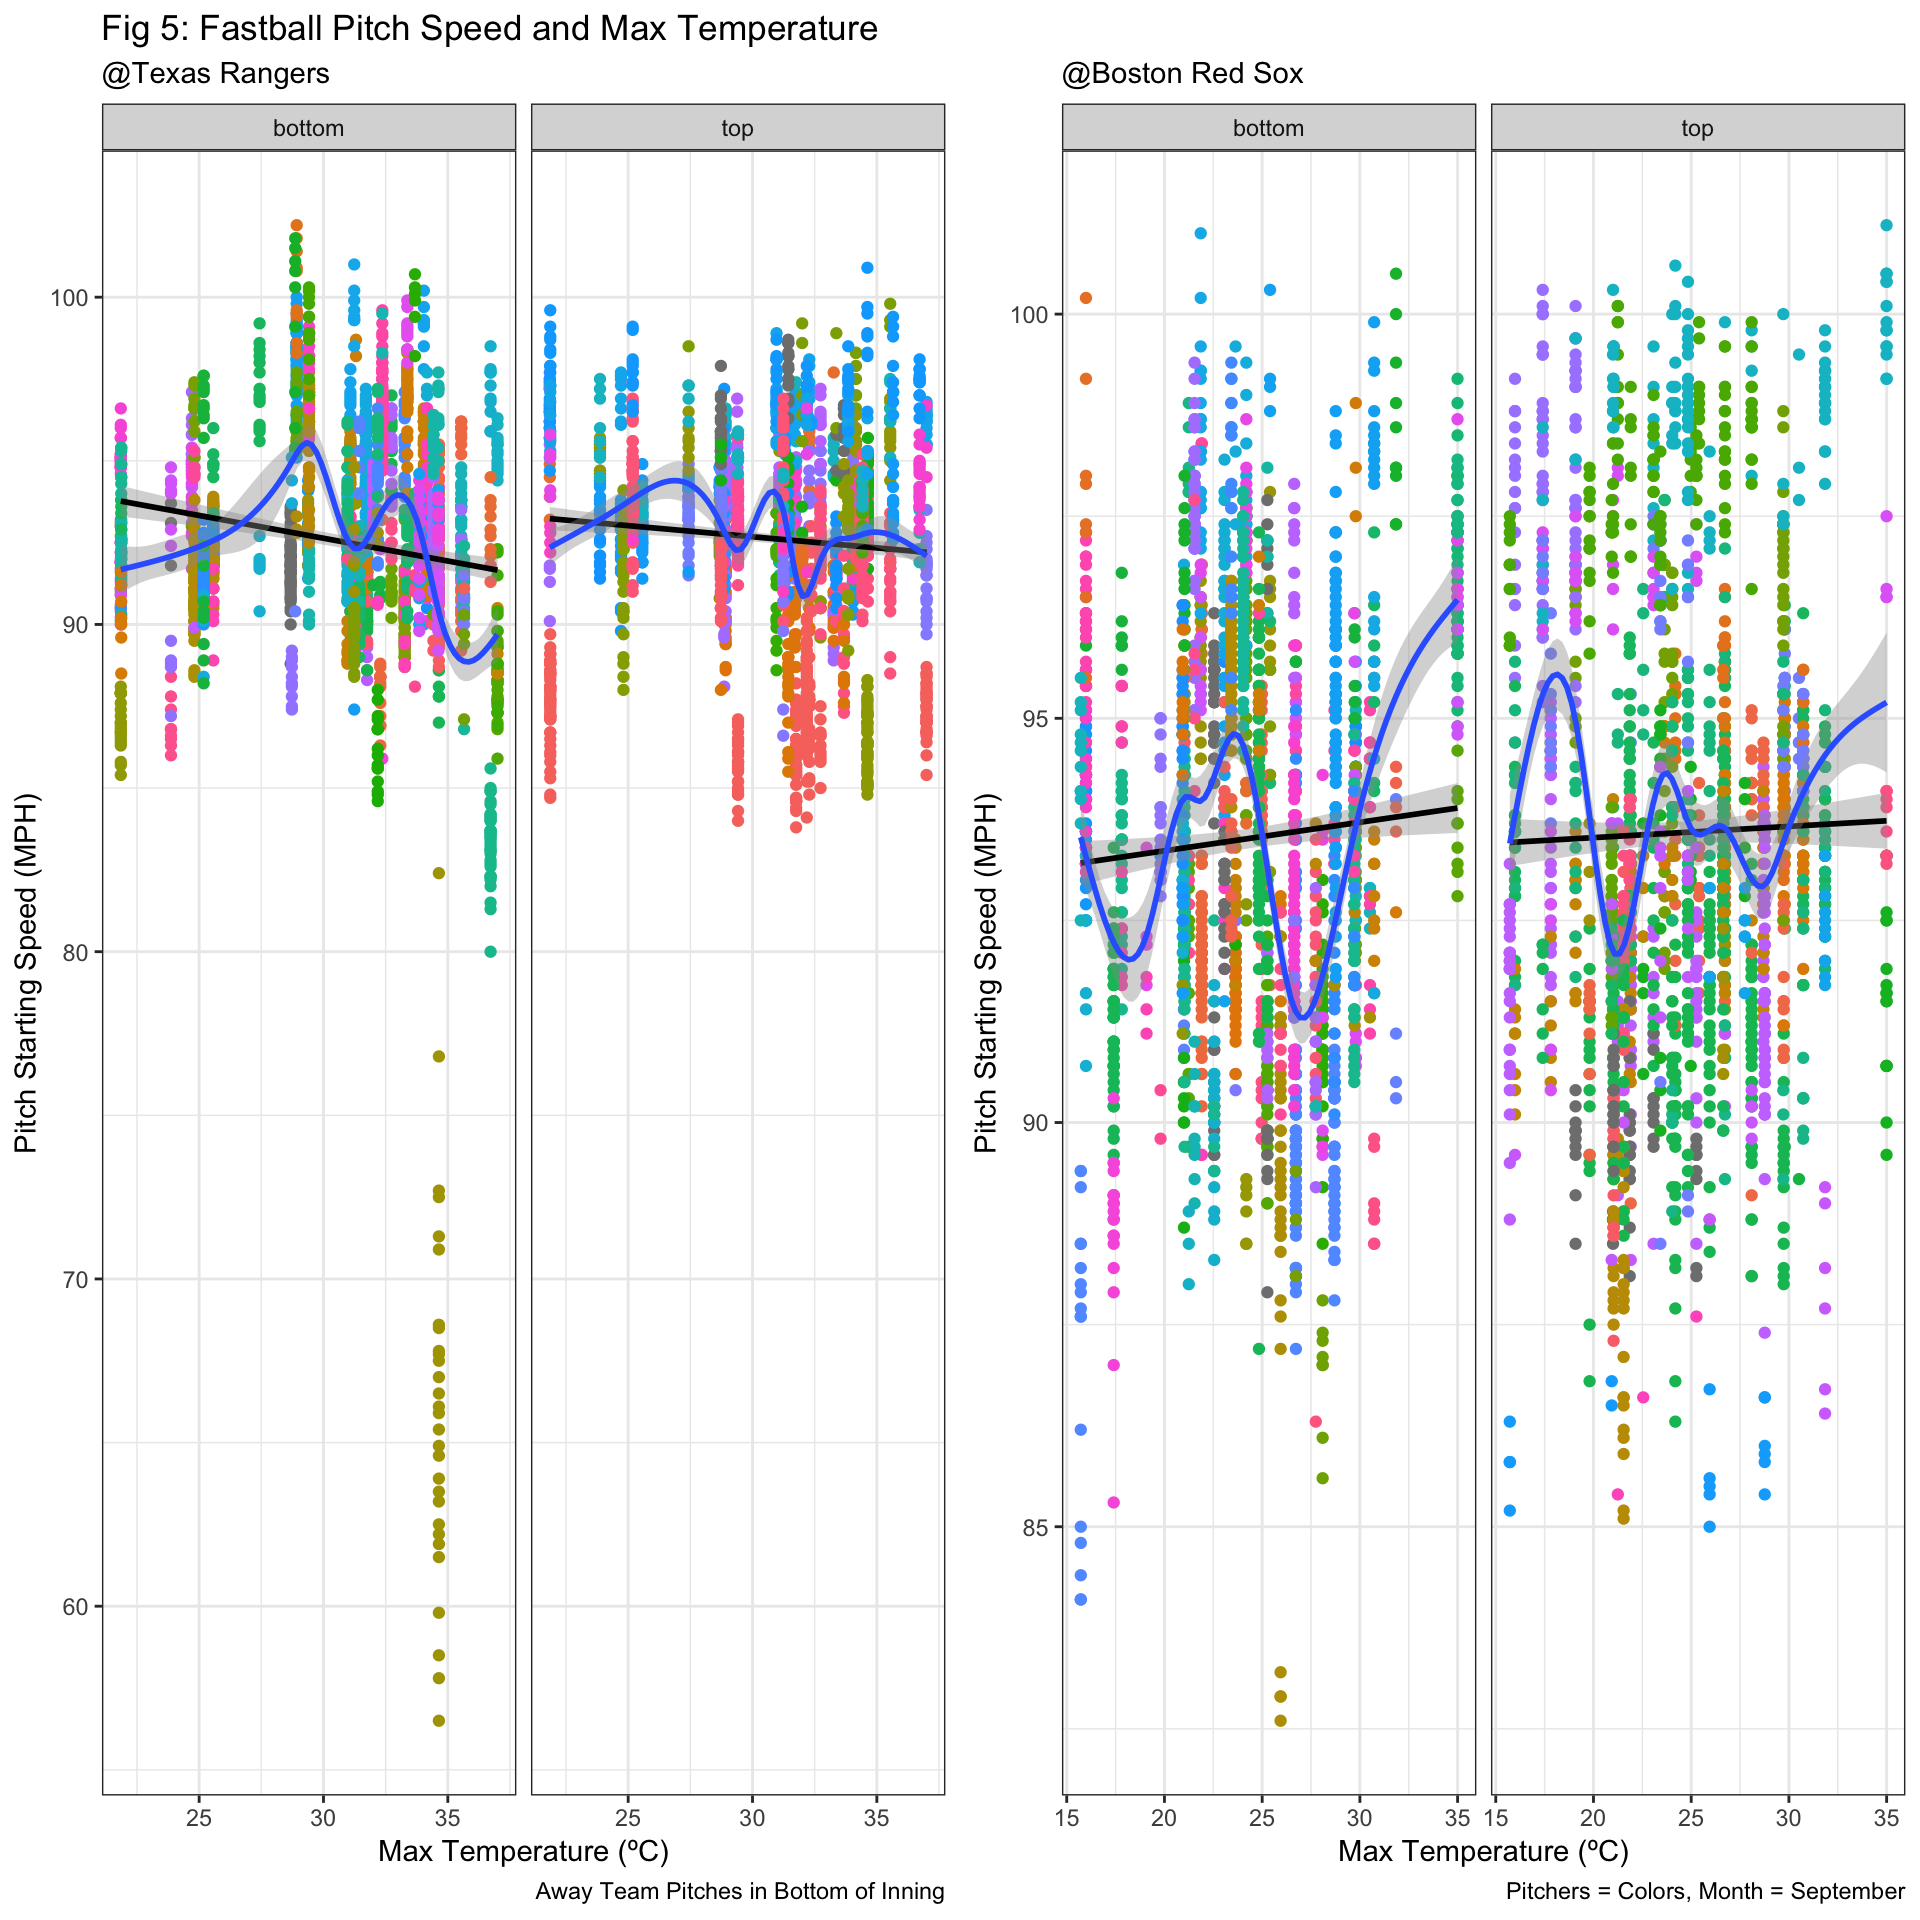 Fig 5: Fastball Pitch Speed and Max Temperature
@Texas Rangers
@Boston Red Sox
bottom
top
bottom
top
Pitch Starting Speed (MPH)
100
90
80
70
60
Pitch Starting Speed (MPH)
100
95
90
85
25
30
35
25
30
35
15
20
25
30
35
15
20
25
30
35
Max Temperature (ºC)
Max Temperature (ºC)
Away Team Pitches in Bottom of Inning
Pitchers = Colors, Month = September